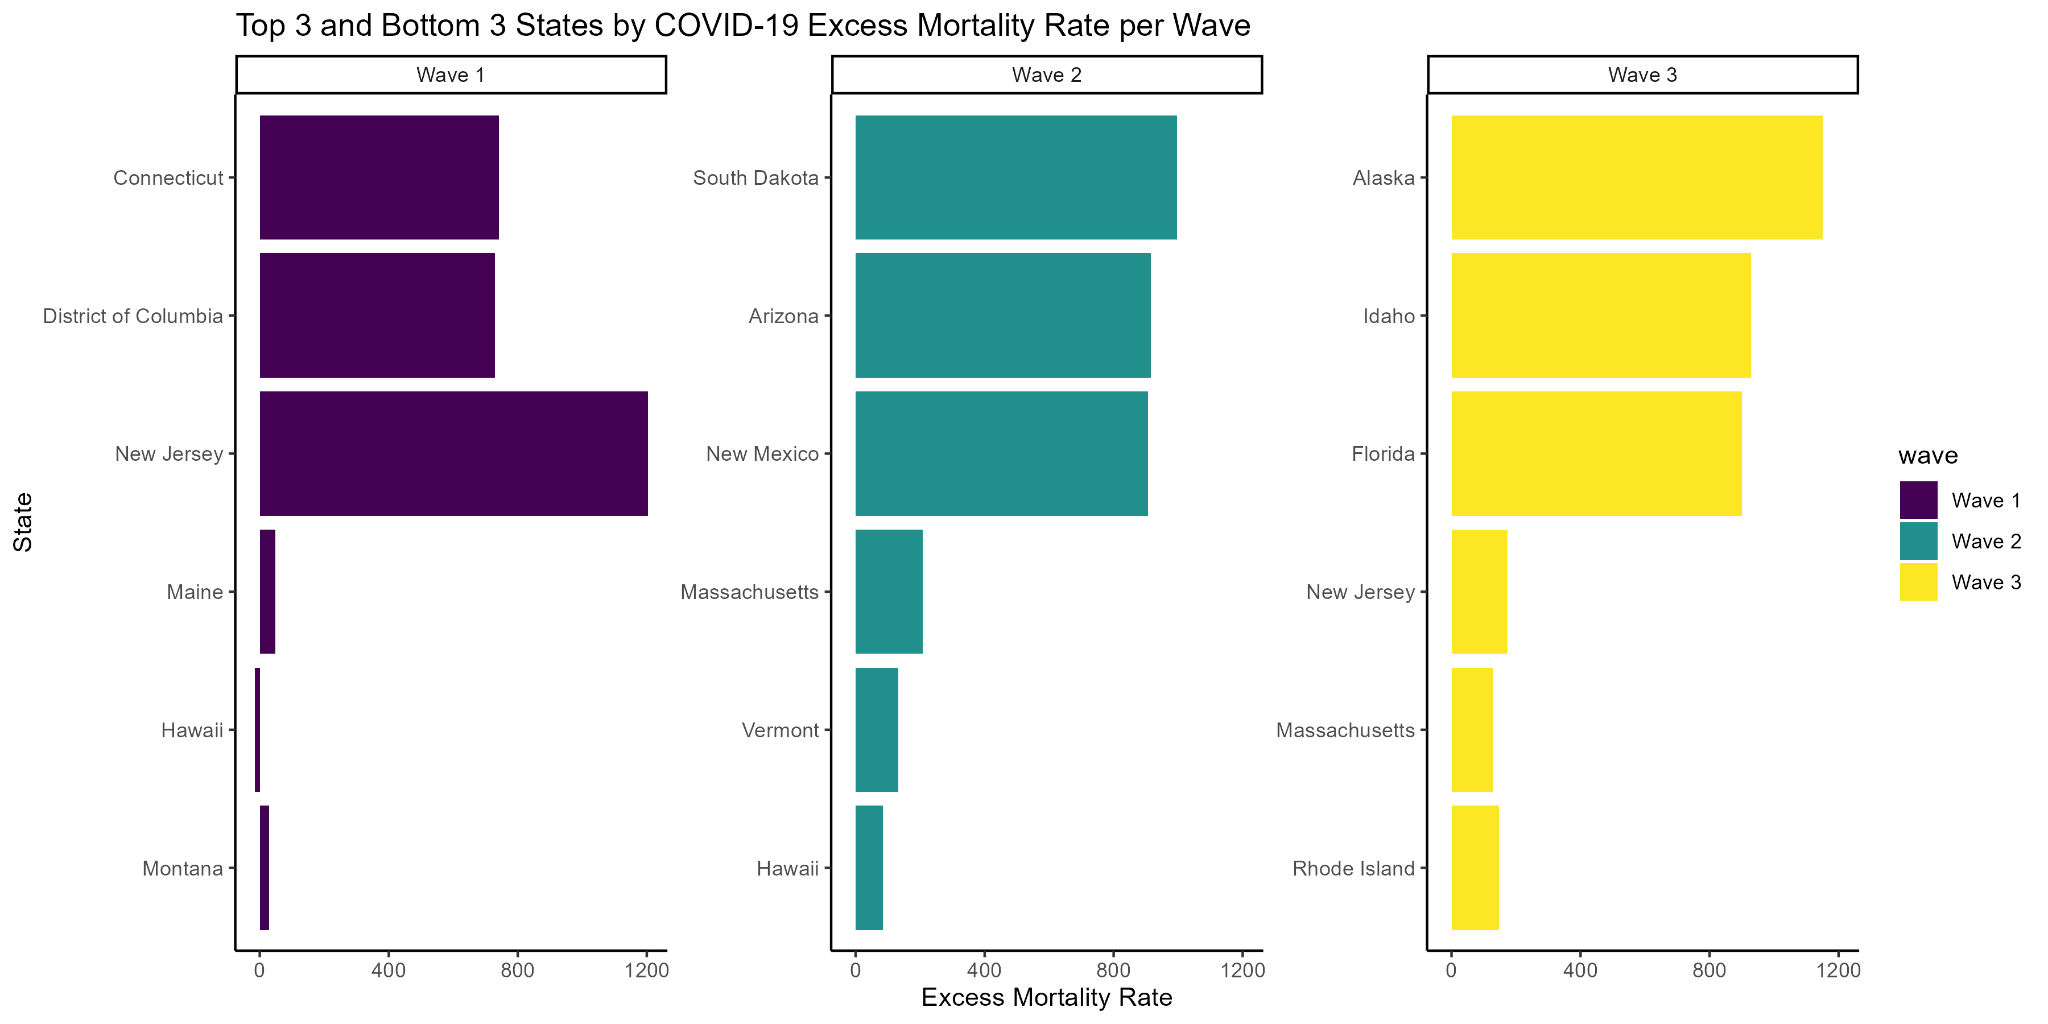 Top 3 and Bottom 3 States by COVID-19 Excess Mortality Rate per Wave
Wave 1
Wave 2
Wave 3
State
Connecticut
District of Columbia
New Jersey
Maine
Hawaii
Montana
0 400 800 1200
South Dakota
Arizona
New Mexico
Massachusetts
Vermont
Hawaii
0 400 800 1200
Alaska
Idaho
Florida
New Jersey
Massachusetts
Rhode Island
0 400 800 1200
Excess Mortality Rate
wave
Wave 1
Wave 2
Wave 3